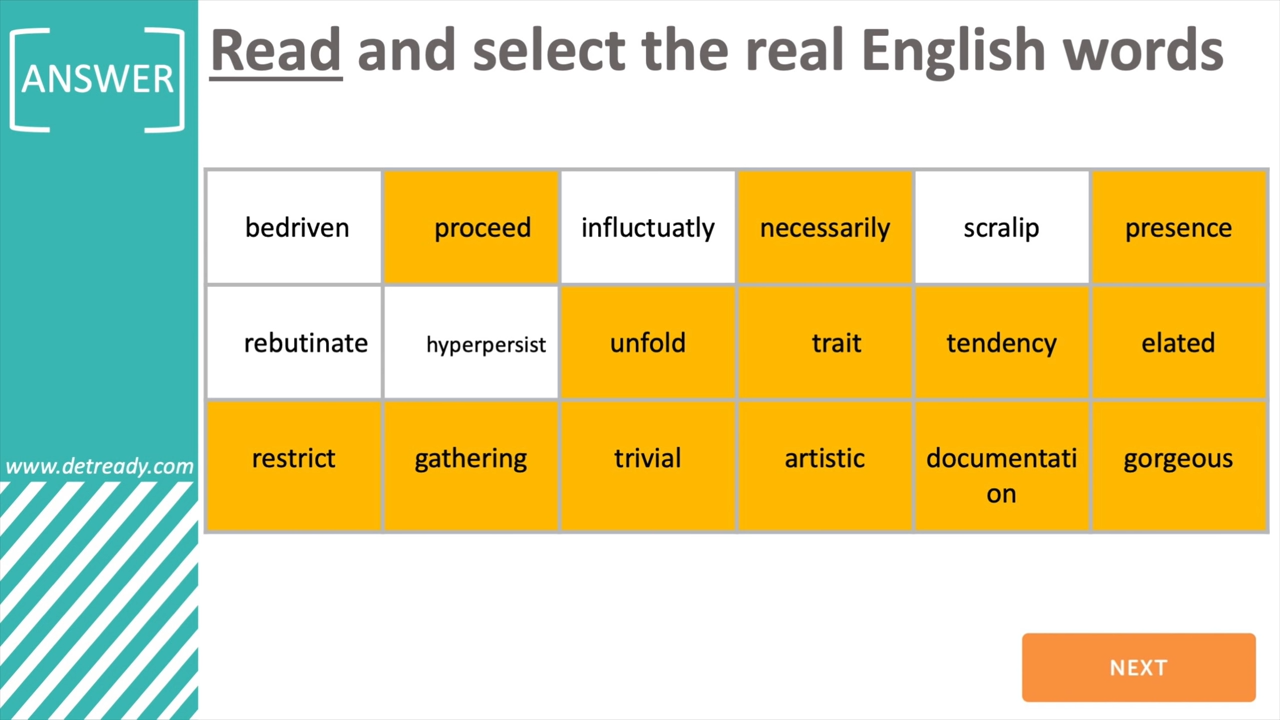 Read and select the real English words
ANSWER
bedriven proceed influctuatly necessarily scralip presence
rebutinate hyperpersist unfold trait tendency elated
restrict gathering trivial artistic documentati gorgeous
on
www.detready.com
NEXT